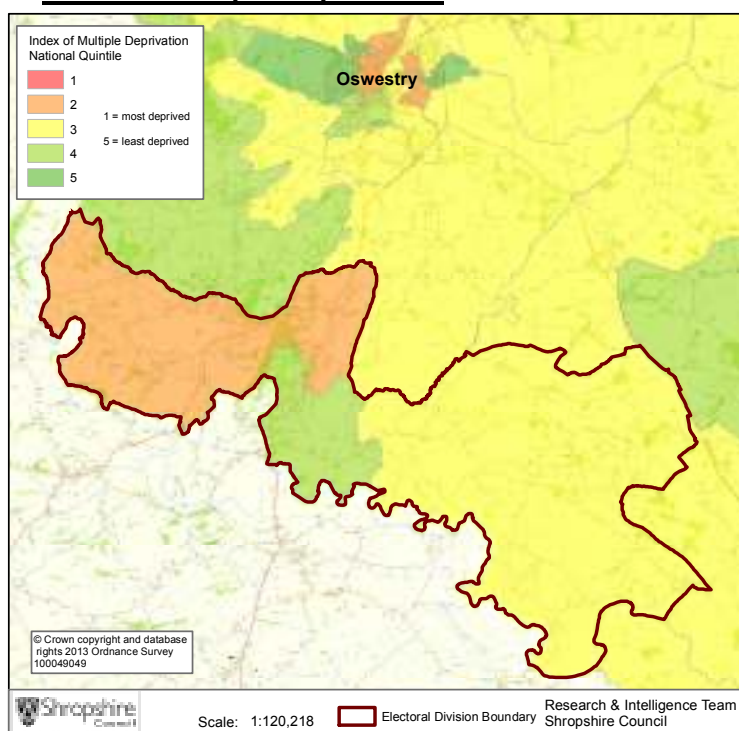 Index of Multiple Deprivation
National Quintile
1
2
3
4
5
1 = most deprived
5 = least deprived
Oswestry
© Crown copyright and database
rights 2013 Ordnance Survey
100049049
Shropshire
Council
Scale: 1:120,218
Electoral Division Boundary
Research & Intelligence Team
Shropshire Council